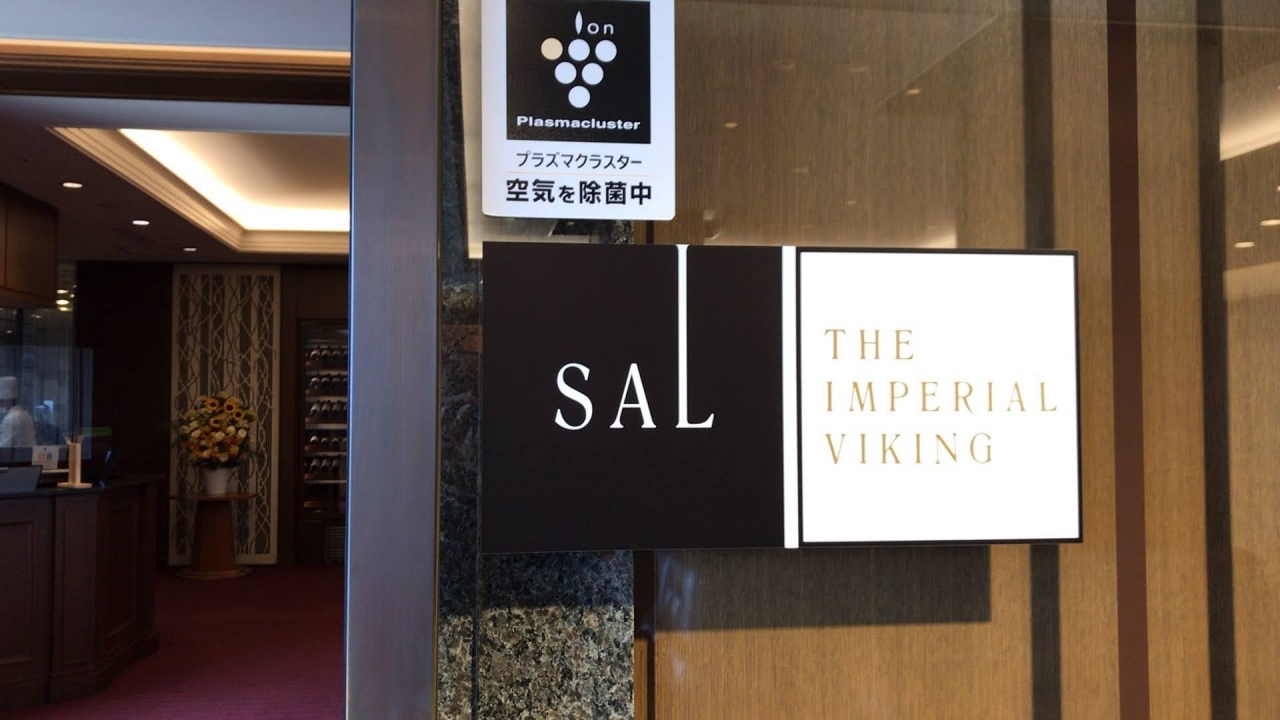 Ion
Plasmacluster
プラズマクラスター
空気を除菌中
SAL
THE
IMPERIAL
VIKING